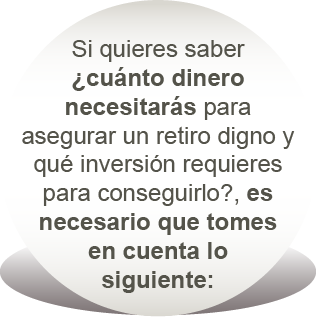 Si quieres saber
¿cuánto dinero
necesitarás para
asegurar un retiro digno y
qué inversión requieres
para conseguirlo?, es
necesario que tomes
en cuenta lo
siguiente: